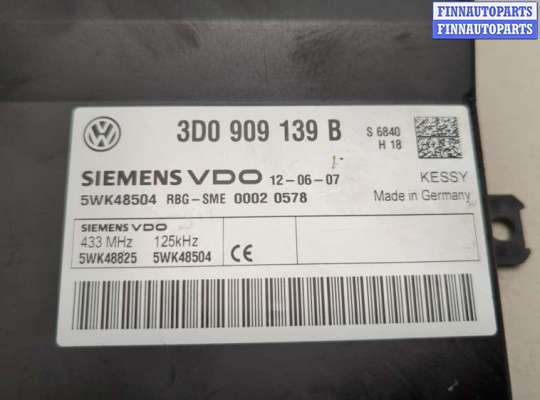 FINNAUTOPARTS
FINNAUTOPARTS
3D0 909 139 B S 6840
H 18
SIEMENS VDO 12-06-07 KESSY
5WK48504 RBG-SME 0002 0578 Made in Germany
SIEMENS VDO
433 MHz 125kHz
5WK48825 5WK48504 CE